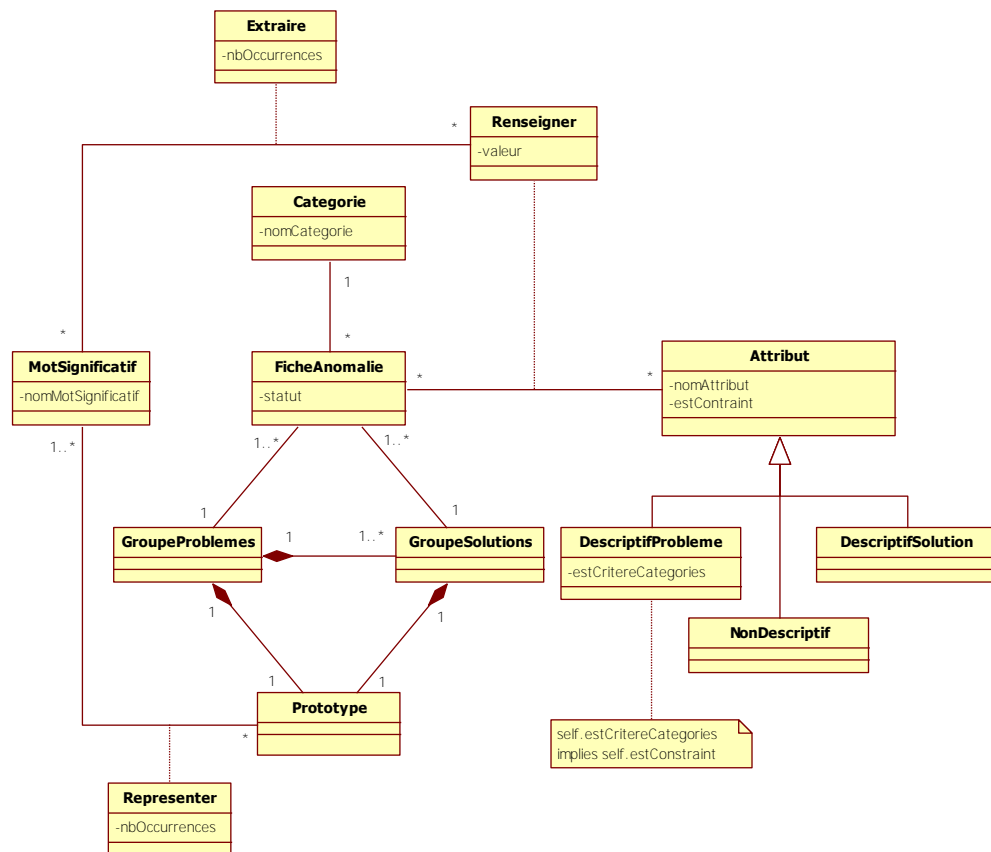 Extraire
-nbOccurrences
*
Renseigner
-valeur
Categorie
-nomCategorie
1
*
*
MotSignificatif
-nomMotSignificatif
FicheAnomalie
-statut
*
*
Attribut
-nomAttribut
-estContraint
1..*
1..*
1..*
1
1
GroupeProblemes
1
1..*
GroupeSolutions
DescriptifProbleme
-estCritereCategories
DescriptifSolution
1
1
NonDescriptif
1
1
Prototype
*
self.estCritereCategories
implies self.estConstraint
Representer
-nbOccurrences